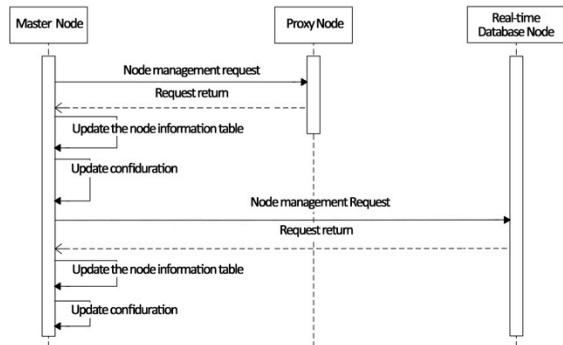 Master Node
Proxy Node
Real-time
Database Node
Node management request
Request return
Update the node information table
Update confiduration
Node management Request
Request return
Update the node information table
Update confiduration